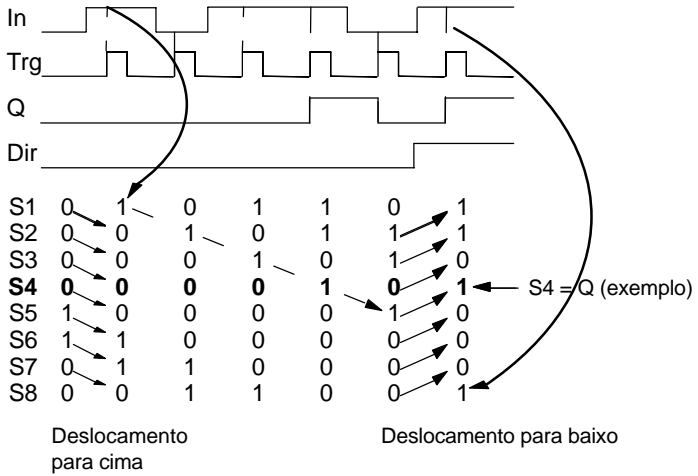 In
Trg
Q
Dir
S1 0 1 0 1 1 0 1
S2 0 0 1 0 1 1 1
S3 0 0 0 1 0 1 0
S4 0 0 0 0 1 0 1 S4 = Q (exemplo)
S5 1 0 0 0 0 1 0
S6 1 1 0 0 0 0 0
S7 0 1 1 0 0 0 0
S8 0 0 1 1 0 0 1
Deslocamento Deslocamento para baixo
para cima